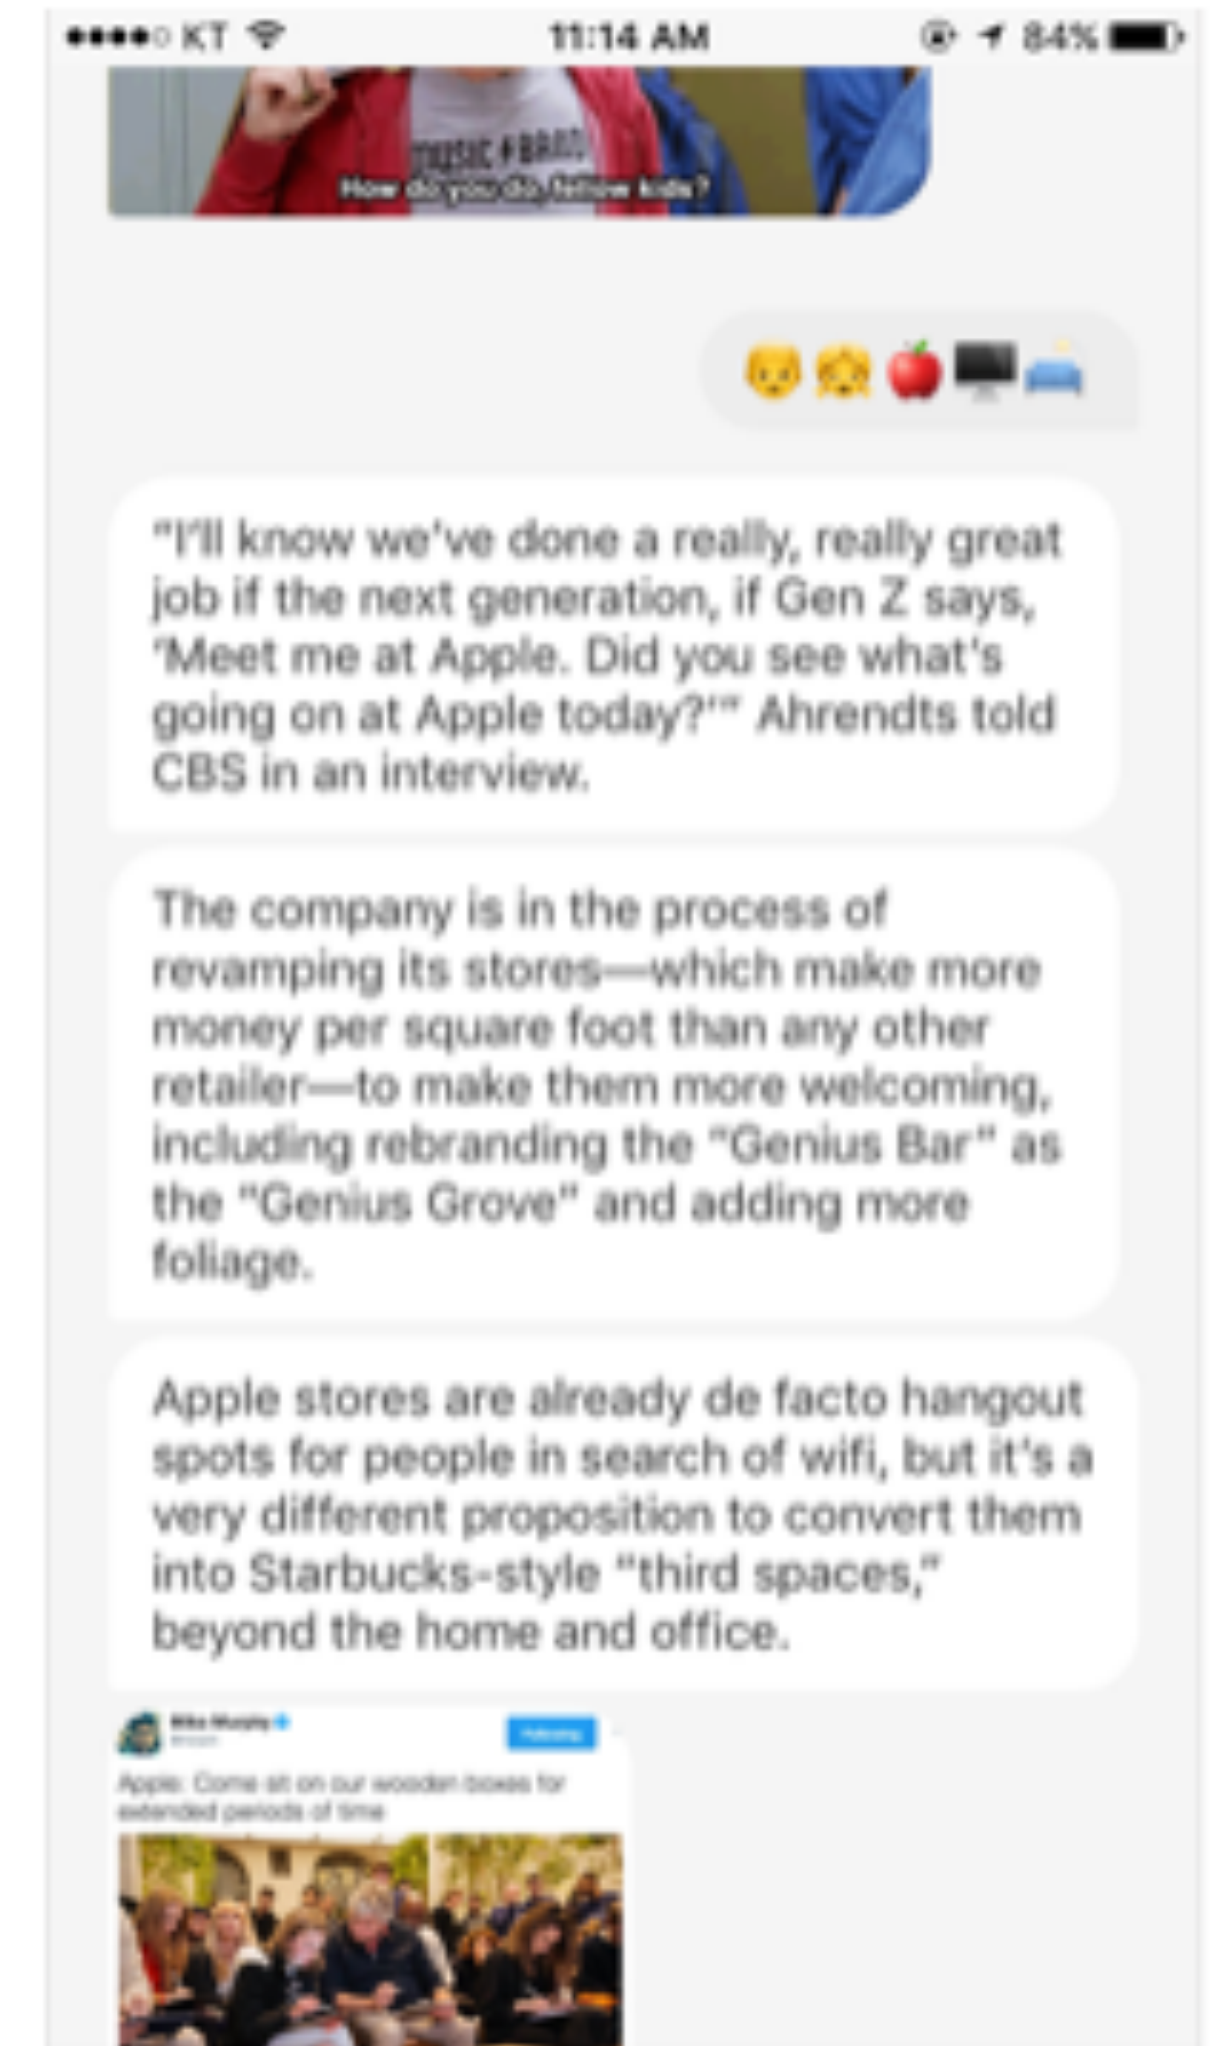 KT
11:14 AM
84%
MUSIC BAND
How do you do, fellow kids?
“I’ll know we’ve done a really, really great
job if the next generation, if Gen Z says,
‘Meet me at Apple. Did you see what’s
going on at Apple today?’” Ahrendts told
CBS in an interview.
The company is in the process of
revamping its stores—which make more
money per square foot than any other
retailer—to make them more welcoming,
including rebranding the “Genius Bar” as
the “Genius Grove” and adding more
foliage.
Apple stores are already de facto hangout
spots for people in search of wifi, but it’s a
very different proposition to convert them
into Starbucks-style “third spaces,”
beyond the home and office.
Mike Murphy
Following
Apple: Come sit on our wooden boxes for
extended periods of time